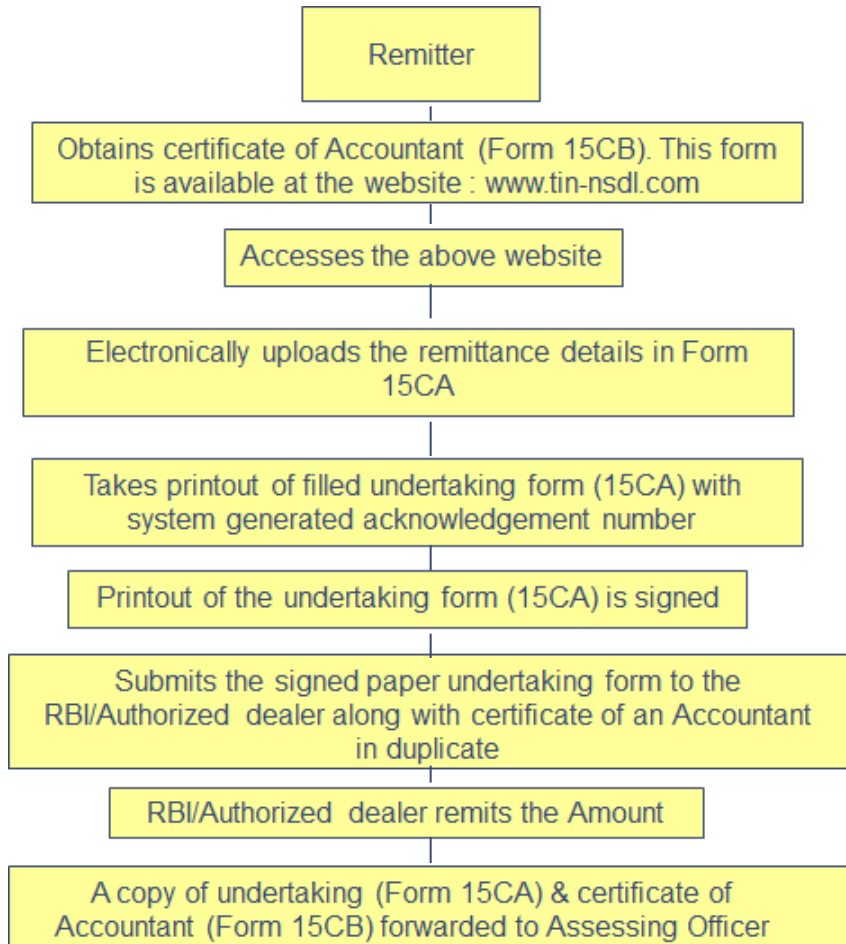 Remitter
Obtains certificate of Accountant (Form 15CB). This form
is available at the website : www.tin-nsdl.com
Accesses the above website
Electronically uploads the remittance details in Form
15CA
Takes printout of filled undertaking form (15CA) with
system generated acknowledgement number
Printout of the undertaking form (15CA) is signed
Submits the signed paper undertaking form to the
RBI/Authorized dealer along with certificate of an Accountant
in duplicate
RBI/Authorized dealer remits the Amount
A copy of undertaking (Form 15CA) & certificate of
Accountant (Form 15CB) forwarded to Assessing Officer